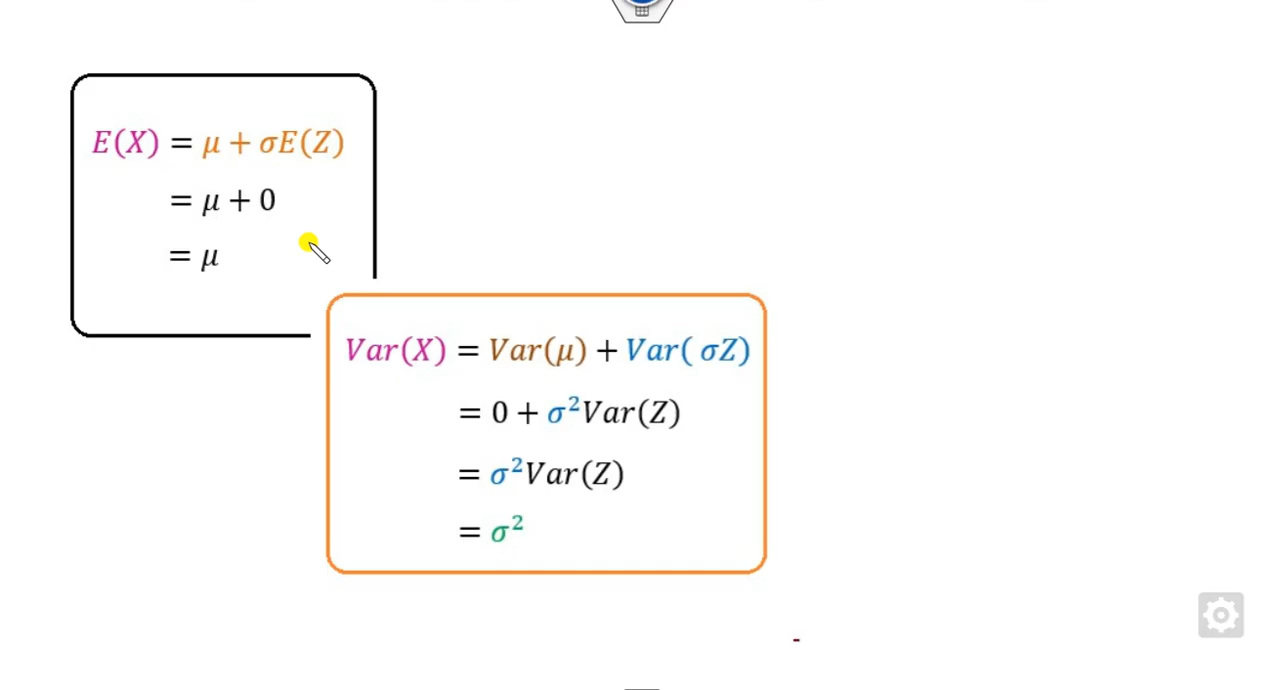 E(X) = μ + σE(Z)
= μ + 0
= μ
Var(X) = Var(μ) + Var( σZ)
= 0 + σ²Var(Z)
= σ²Var(Z)
= σ²